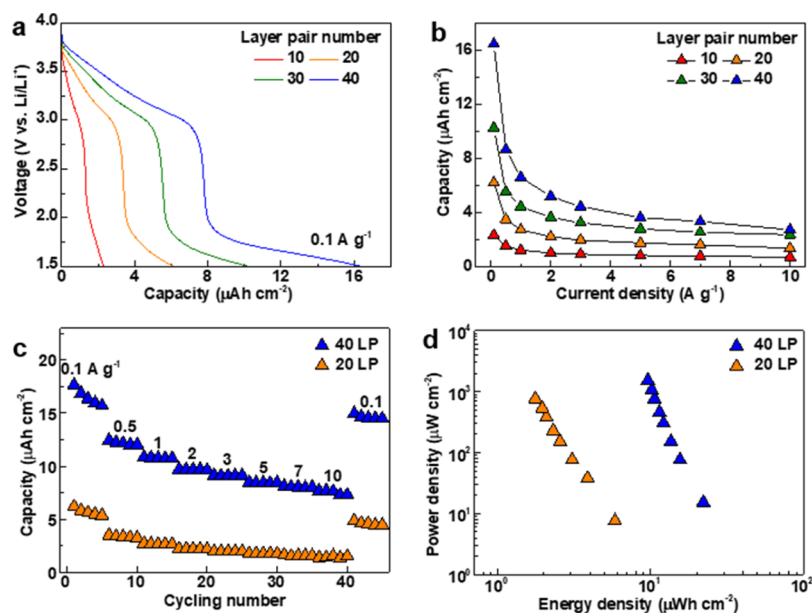 a
Layer pair number
10 20
30 40
Voltage (V vs. Li/Li⁺)
4.0
3.5
3.0
2.5
2.0
1.5
0.1 A g⁻¹
0 4 8 12 16
Capacity (μAh cm⁻²)
b
Layer pair number
10 20
30 40
Capacity (μAh cm⁻²)
16
12
8
4
0
0 2 4 6 8 10
Current density (A g⁻¹)
c
40 LP
20 LP
0.1 A g⁻¹
0.5
1
2
3
5
7
10
0.1
Capacity (μAh cm⁻²)
20
15
10
5
0
0 10 20 30 40
Cycling number
d
40 LP
20 LP
Power density (μW cm⁻²)
10⁴
10³
10²
10¹
10⁰
10⁰ 10¹ 10²
Energy density (μWh cm⁻²)